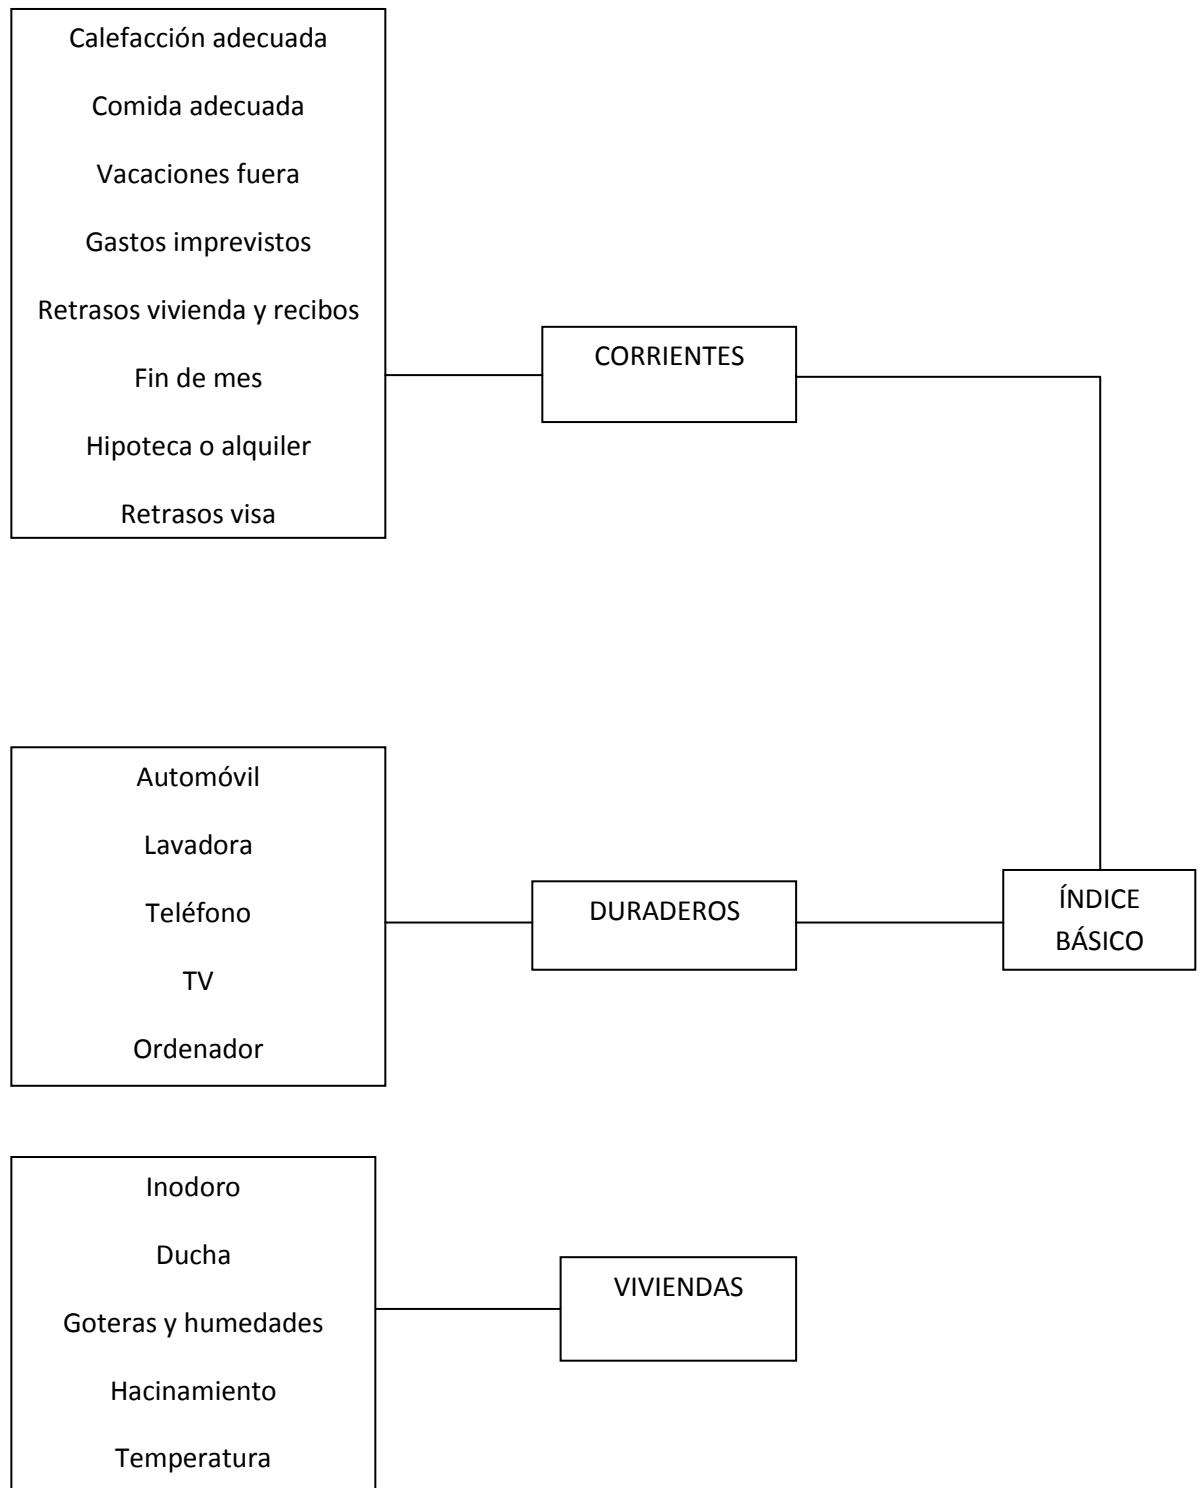 Calefacción adecuada
Comida adecuada
Vacaciones fuera
Gastos imprevistos
Retrasos vivienda y recibos
Fin de mes
Hipoteca o alquiler
Retrasos visa
CORRIENTES
Automóvil
Lavadora
Teléfono
TV
Ordenador
DURADEROS
ÍNDICE
BÁSICO
Inodoro
Ducha
Goteras y humedades
Hacinamiento
Temperatura
VIVIENDAS